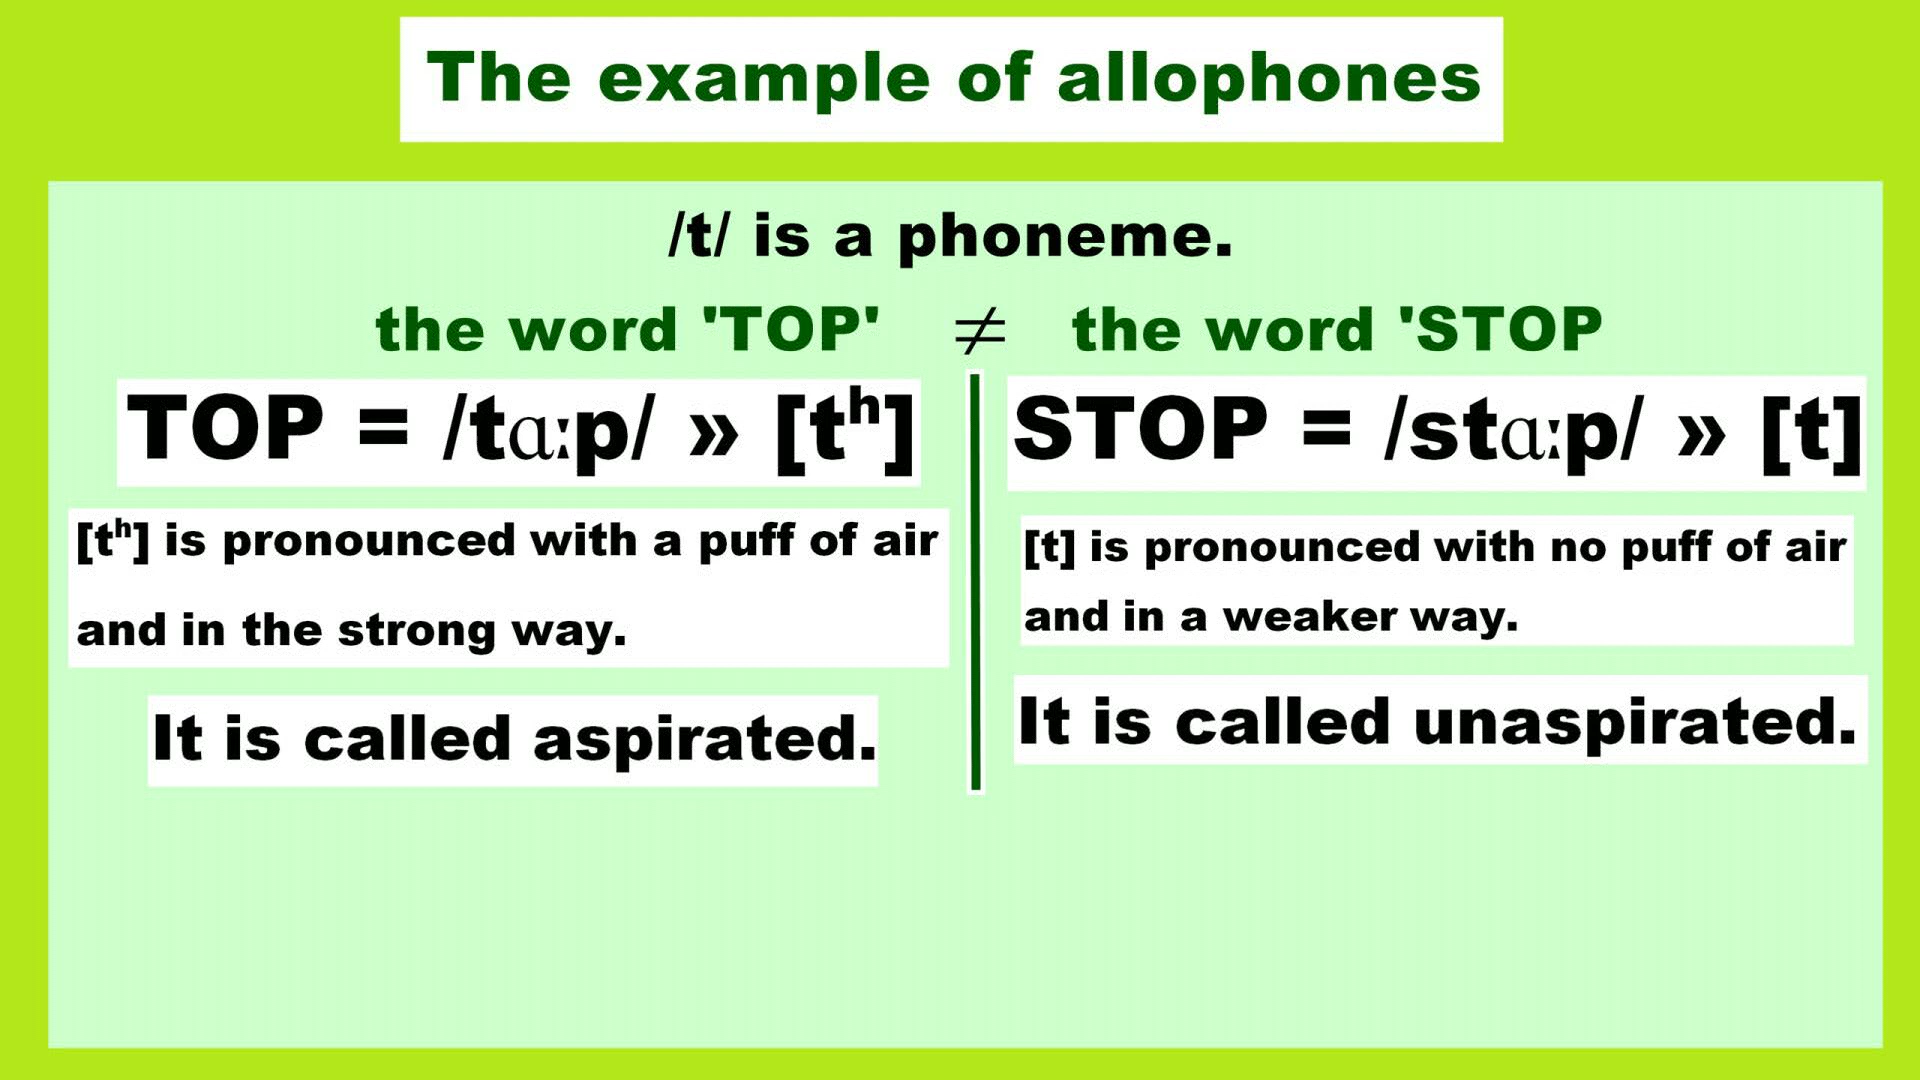 The example of allophones
/t/ is a phoneme.
the word 'TOP' ≠ the word 'STOP
TOP = /tɑːp/ » [tʰ]
[tʰ] is pronounced with a puff of air
and in the strong way.
It is called aspirated.
STOP = /stɑːp/ » [t]
[t] is pronounced with no puff of air
and in a weaker way.
It is called unaspirated.